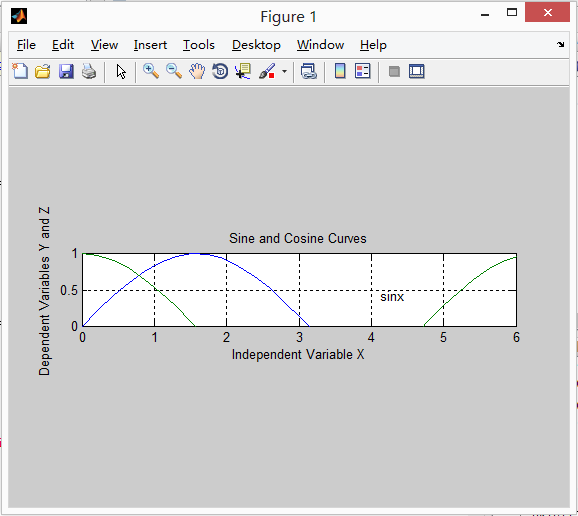 Figure 1
File Edit View Insert Tools Desktop Window Help
Sine and Cosine Curves
Dependent Variables Y and Z
1
0.5
0
sinx
0 1 2 3 4 5 6
Independent Variable X